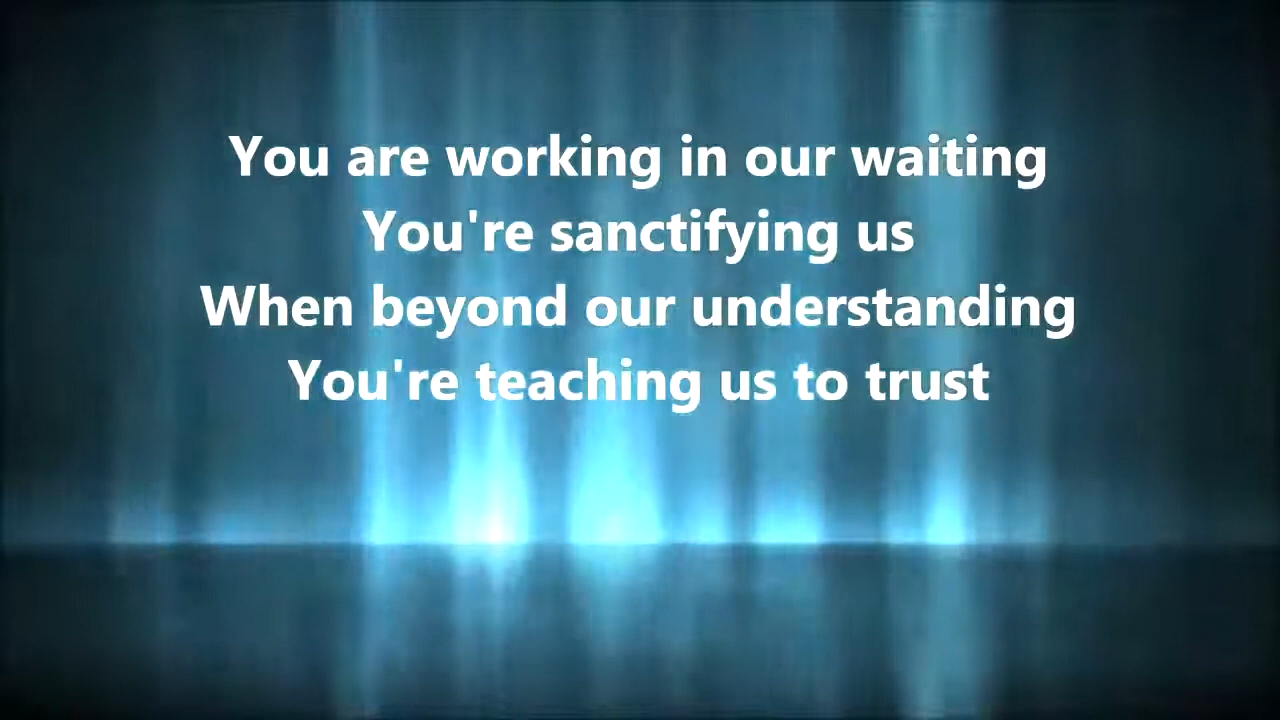 You are working in our waiting
You're sanctifying us
When beyond our understanding
You're teaching us to trust